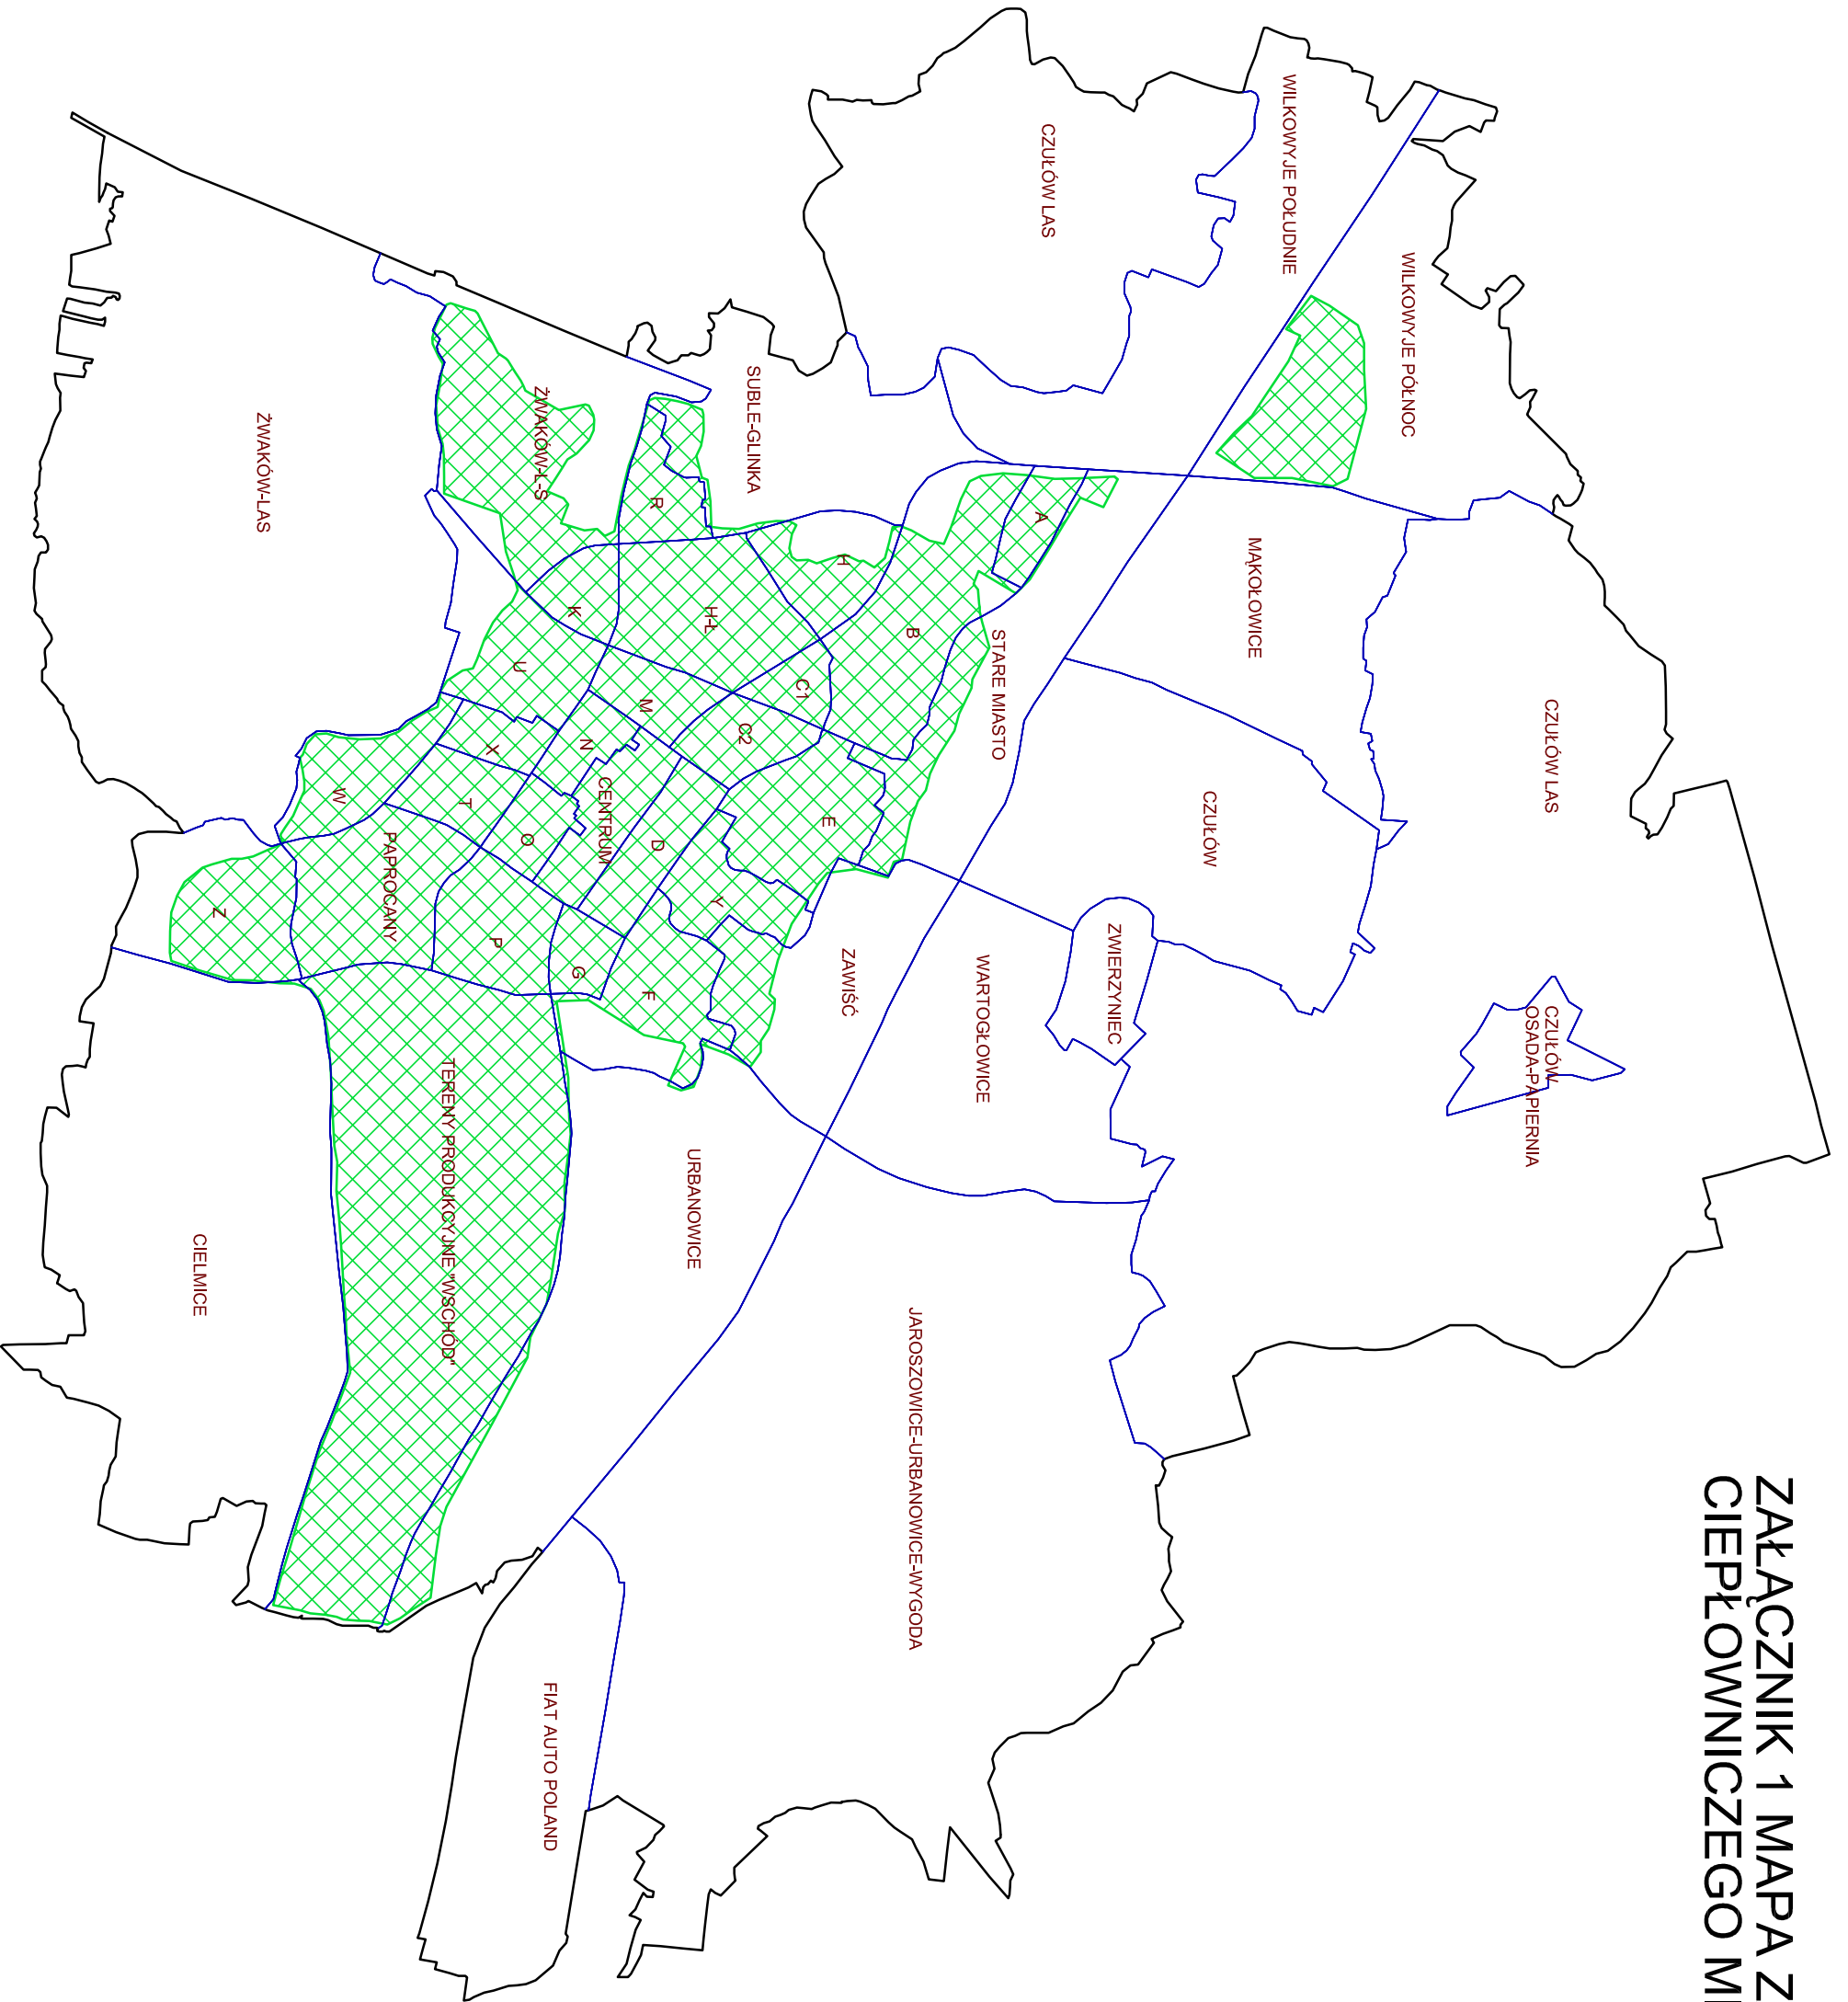 ZAŁĄCZNIK 1 MAPA Z
CIEPŁOWNICZEGO
WILKOWYJE POŁUDNIE
WILKOWYJE PÓŁNOC
CZUŁÓW LAS
SUBLE-GLINKA
ŻWAKÓW-L-S
ŻWAKÓW-LAS
MĄKOŁOWICE
CZUŁÓW LAS
CZUŁÓW
STARE MIASTO
A
B
H
R
H-Ł
K
U
C1
C2
M
N
X
T
O
W
CENTRUM
D
E
Y
PAPROCANY
Z
P
G
F
ZAWIŚĆ
WARTOGŁOWICE
ZWIERZYNIEC
CZUŁÓW
OSADA-PAPIERNIA
TERENY PRODUKCYJNE "WSCHÓD"
URBANOWICE
CIELMICE
JAROSZOWICE-URBANOWICE-WYGODA
FIAT AUTO POLAND